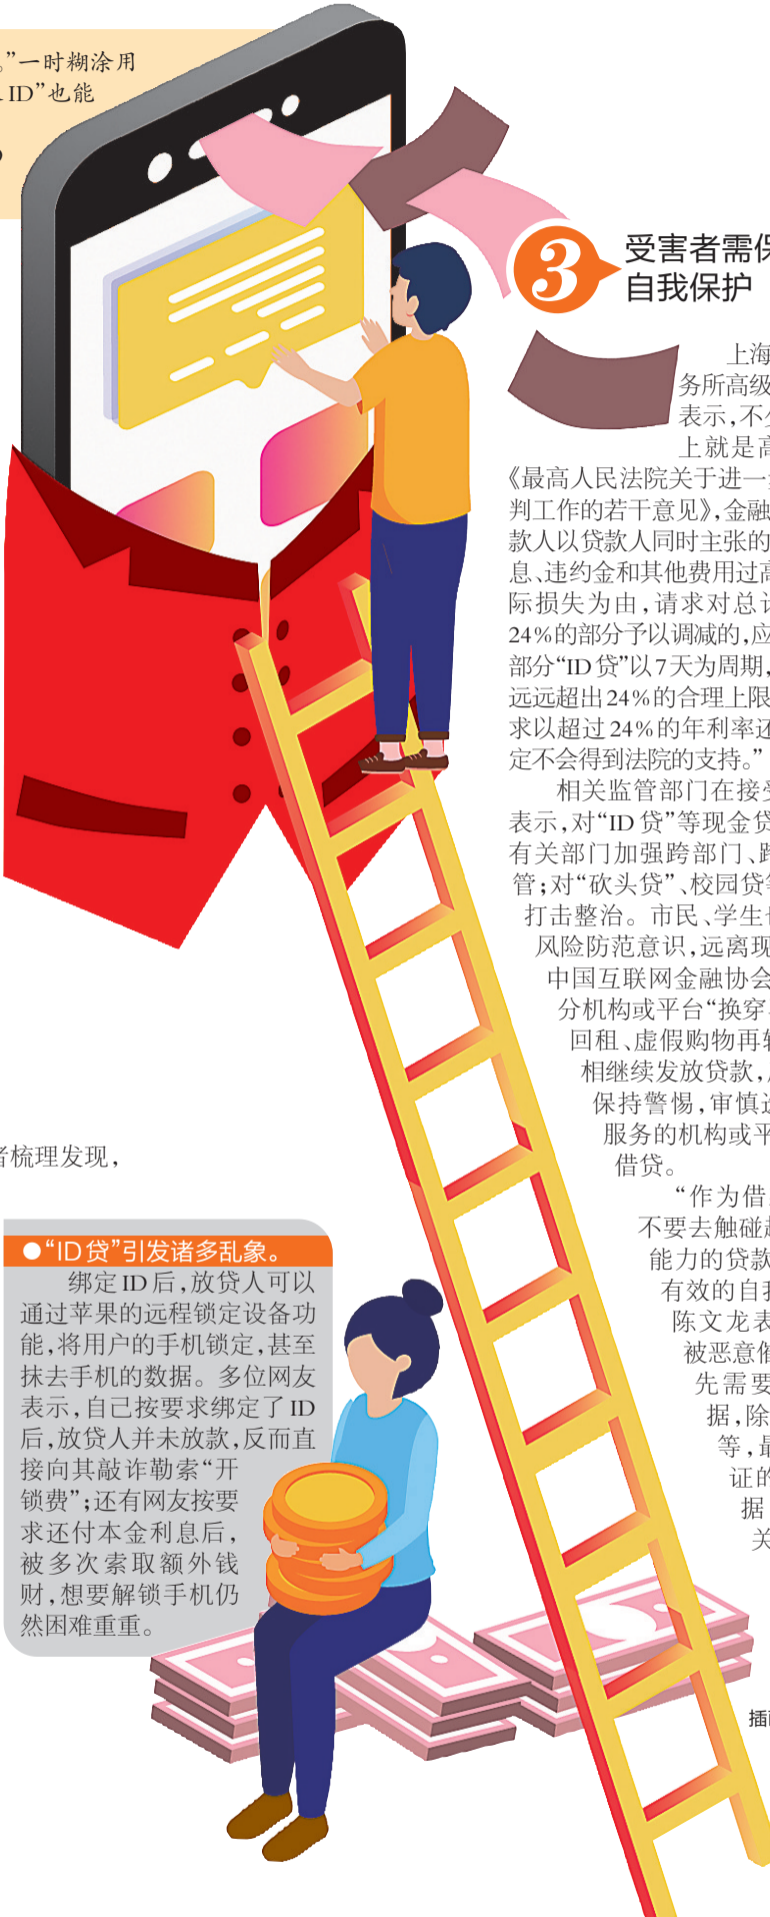 。”一时糊涂用
ID”也能
者梳理发现，
●“ID贷”引发诸多乱象。
绑定ID后，放贷人可以
通过苹果的远程锁定设备功
能，将用户的手机锁定，甚至
抹去手机的数据。多位网友
表示，自己按要求绑定了ID
后，放贷人并未放款，反而直
接向其敲诈勒索“开
锁费”；还有网友按要
求还付本金利息后，
被多次索取额外钱
财，想要解锁手机仍
然困难重重。
3
受害者需保
自我保护
上海
务所高级
表示，不少
上就是高
《最高人民法院关于进一
判工作的若干意见》，金融
款人以贷款人同时主张的
息、违约金和其他费用过高
际损失为由，请求对总计
24%的部分予以调减的，应
部分“ID贷”以7天为周期，
远远超出24%的合理上限
求以超过24%的年利率还
定不会得到法院的支持。”
相关监管部门在接受
表示，对“ID贷”等现金贷
有关部门加强跨部门、跨
管；对“砍头贷”、校园贷等
打击整治。市民、学生也
风险防范意识，远离现
中国互联网金融协会
分机构或平台“换穿
回租、虚假购物再转
相继续发放贷款，
保持警惕，审慎选
服务的机构或平
借贷。
“作为借
不要去触碰超
能力的贷款
有效的自我
陈文龙表
被恶意催
先需要
据，除
等，最
证的
据
关
插画